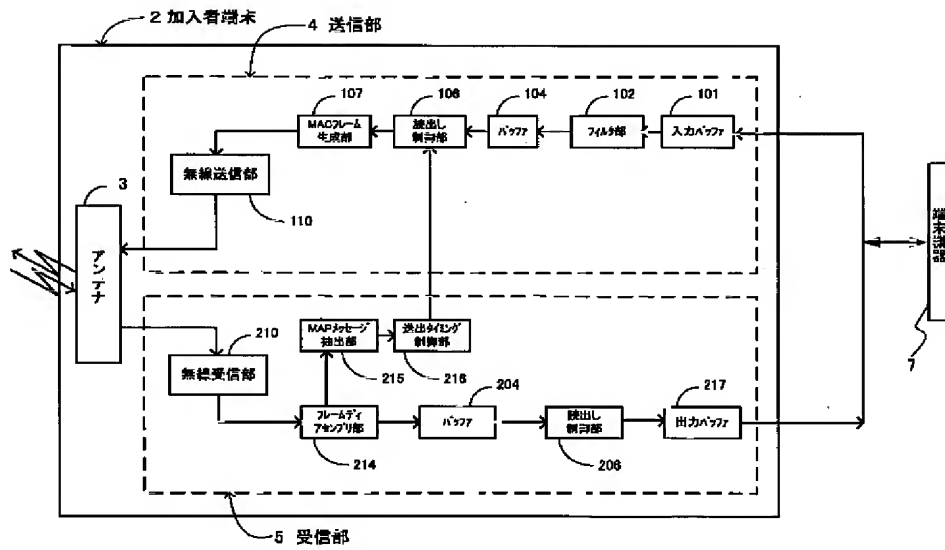 2 加入者端末
4 送信部
107
106
104
102
101
MACフレーム
生成部
読出し
制御部
バッファ
フィルタ部
入力バッファ
無線送信部
110
3
アンテナ
端末機器
7
210
無線受信部
MAPメッセージ
抽出部
送出タイミング
制御部
215
216
204
217
フレームディ
アセンブリ部
バッファ
読出し
制御部
出力バッファ
214
206
5 受信部